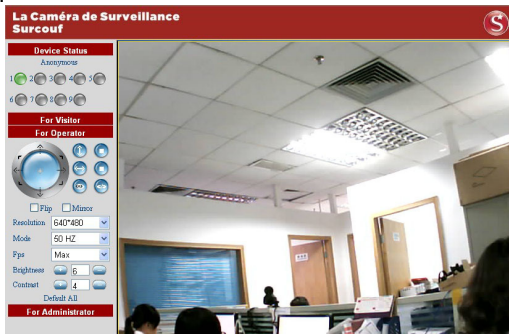 La Caméra de Surveillance
Surcouf
S
Device Status
Anonymous
1 2 3 4 5
6 7 8 9
For Visitor
For Operator
Flip Mirror
Resolution 640*480
Mode 50 HZ
Fps Max
Brightness 6
Contrast 4
Default All
For Administrator